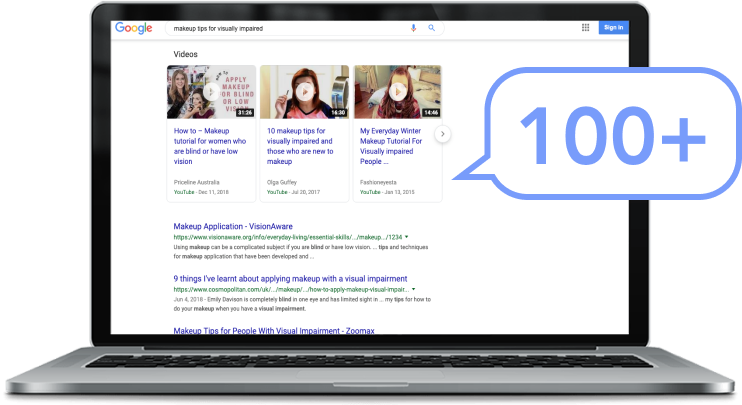 Google
makeup tips for visually impaired
Sign in
Videos
APPLY
MAKEUP
OR BLIND
OR LOW
31:26
16:30
14:46
How to – Makeup
tutorial for women who
are blind or have low
vision
Priceline Australia
YouTube - Dec 11, 2018
10 makeup tips for
visually impaired and
those who are new to
makeup
Olga Guffey
YouTube - Jul 20, 2017
My Everyday Winter
Makeup Tutorial For
Visually impaired
People ...
Fashioneyesta
YouTube - Jan 13, 2015
100+
Makeup Application - VisionAware
https://www.visionaware.org/info/everyday-living/essential-skills/.../makeup.../1234
Using makeup can be a complicated subject if you are blind or have low vision. ... tips and techniques
for makeup application that have been developed and ...
9 things I've learnt about applying makeup with a visual impairment
https://www.cosmopolitan.com/uk/.../makeup/.../how-to-apply-makeup-visual-impair...
Jun 4, 2018 - Emily Davison is completely blind in one eye and has limited sight in ... my tips for how to
do your makeup when you have a visual impairment.
Makeup Tips for People With Visual Impairment - Zoomax